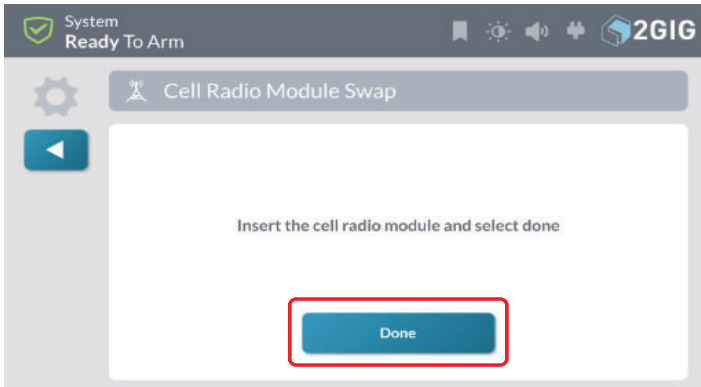 System
Ready To Arm
2GIG
Cell Radio Module Swap
Insert the cell radio module and select done
Done